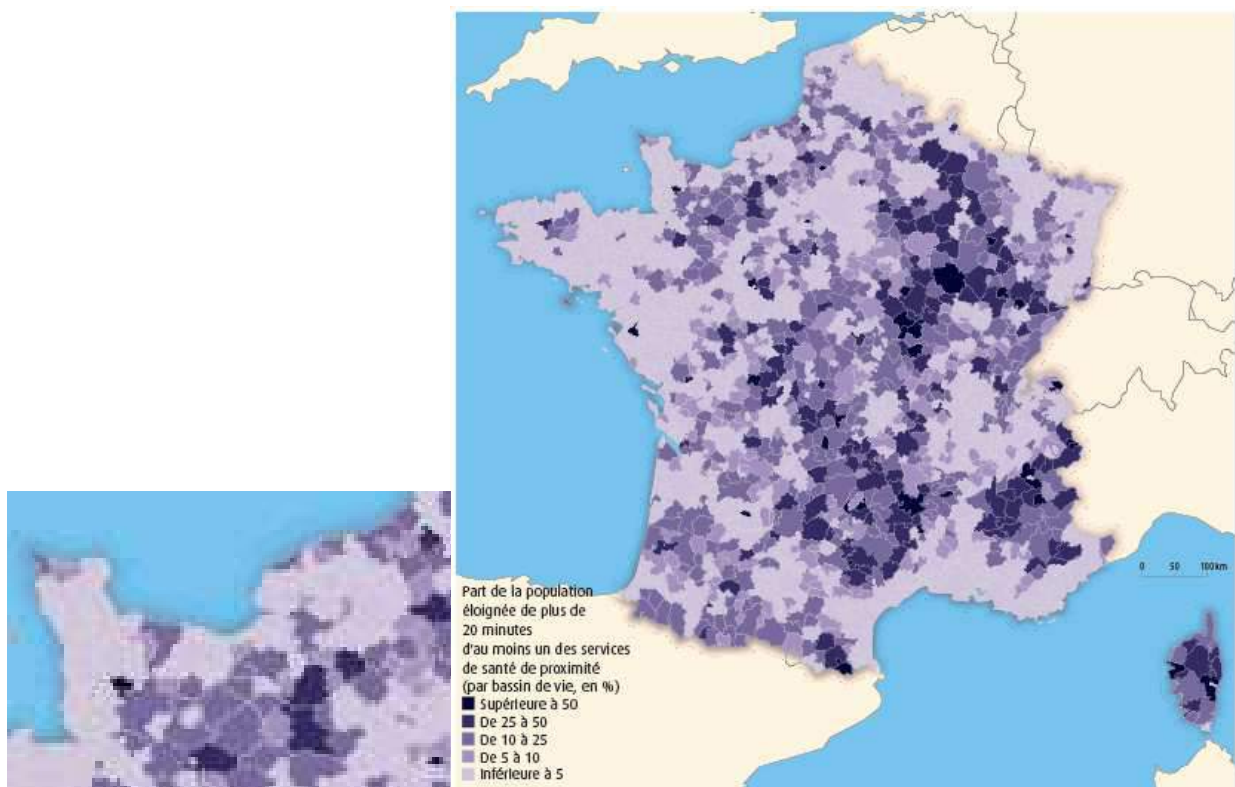 Part de la population
éloignée de plus de
20 minutes
d'au moins un des services
de santé de proximité
(par bassin de vie, en %)
Supérieure à 50
De 25 à 50
De 10 à 25
De 5 à 10
Inférieure à 5
0 50 100 km